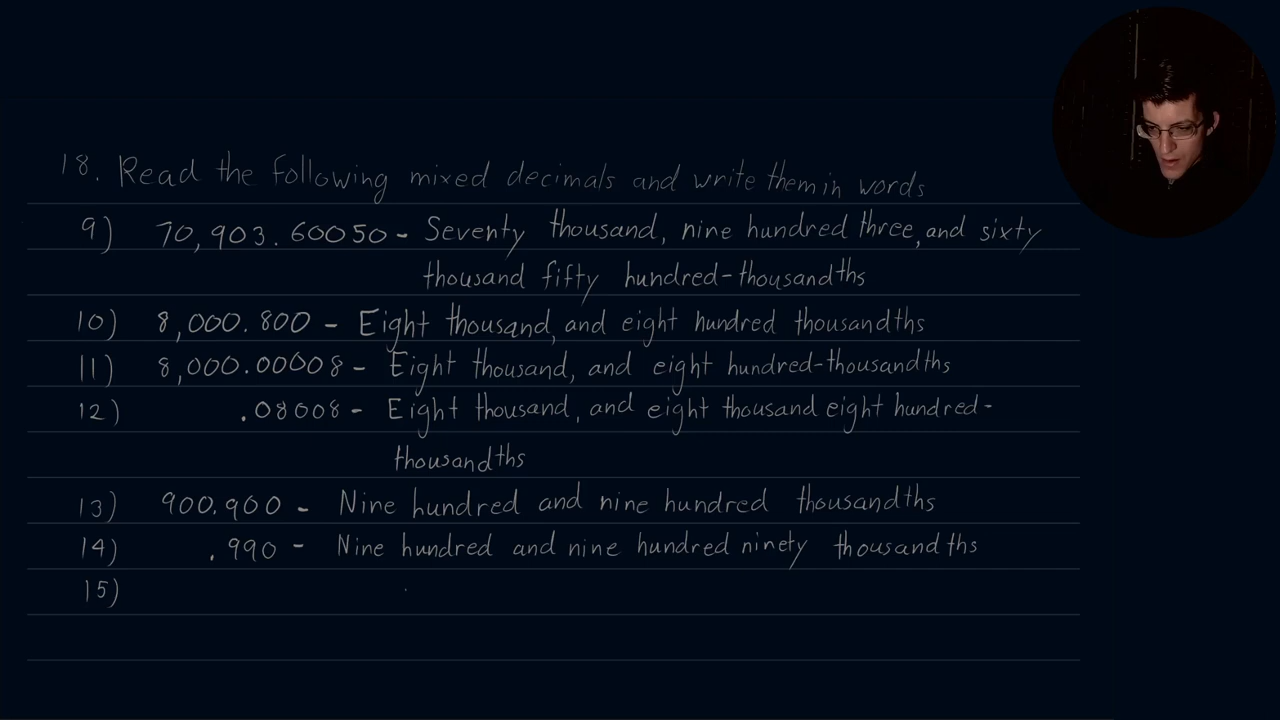 18. Read the following mixed decimals and write them in words
9) 70,903.60050 - Seventy thousand, nine hundred three, and sixty
thousand fifty hundred-thousandths
10) 8,000.800 - Eight thousand, and eight hundred thousandths
11) 8,000.00008 - Eight thousand, and eight hundred-thousandths
12) .08008 - Eight thousand, and eight thousand eight hundred-
thousandths
13) 900.900 - Nine hundred and nine hundred thousandths
14) .990 - Nine hundred and nine hundred ninety thousandths
15)